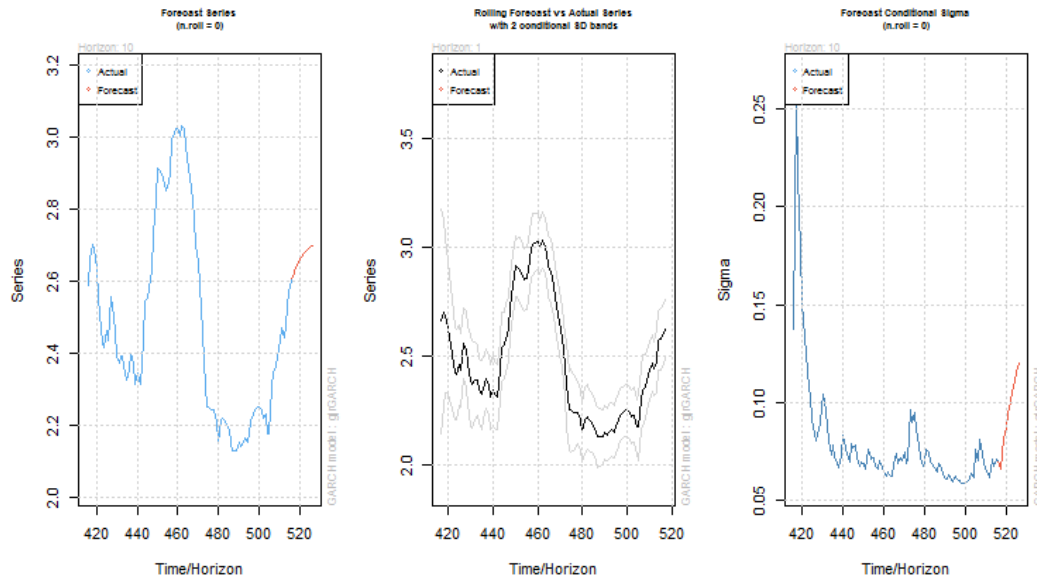 Forecast Series
(n.roll = 0)
Horizon: 10
Actual
Forecast
3.2
3.0
2.8
2.6
2.4
2.2
2.0
Series
420 440 460 480 500 520
Time/Horizon
GARCH model : gjrGARCH
Rolling Forecast vs Actual Series
w/th 2 conditional SD bands
Horizon: 1
Actual
Forecast
3.5
3.0
2.5
2.0
Series
420 440 460 480 500 520
Time/Horizon
GARCH model : gjrGARCH
Forecast Conditional Sigma
(n.roll = 0)
Horizon: 10
Actual
Forecast
0.25
0.20
0.15
0.10
0.05
Sigma
420 440 460 480 500 520
Time/Horizon